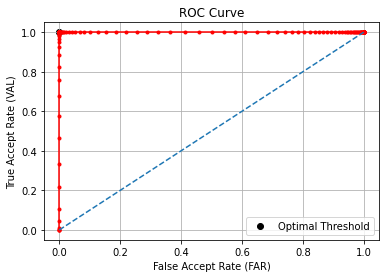 ROC Curve
True Accept Rate (VAL)
1.0
0.8
0.6
0.4
0.2
0.0
Optimal Threshold
0.0 0.2 0.4 0.6 0.8 1.0
False Accept Rate (FAR)